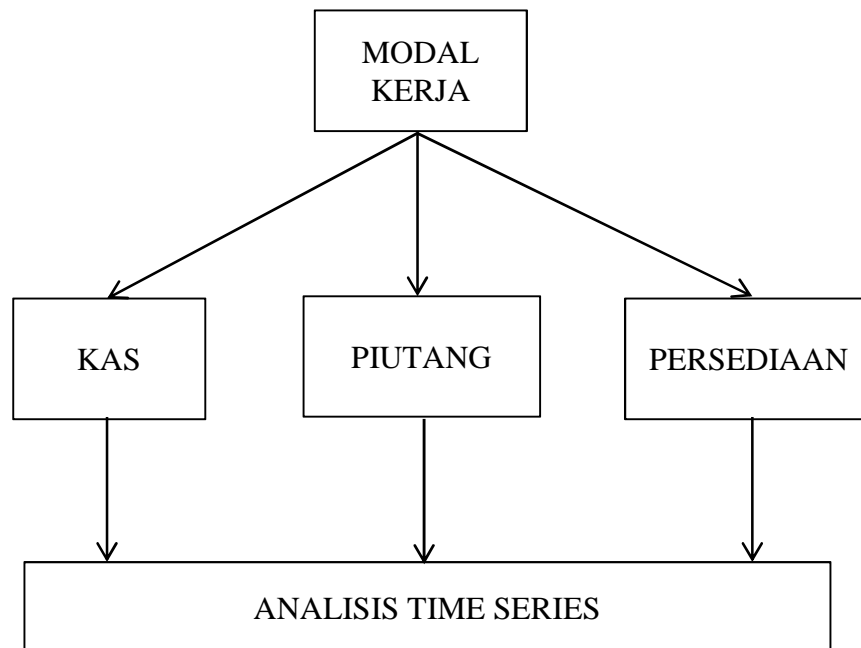 MODAL
KERJA
KAS
PIUTANG
PERSEDIAAN
ANALISIS TIME SERIES